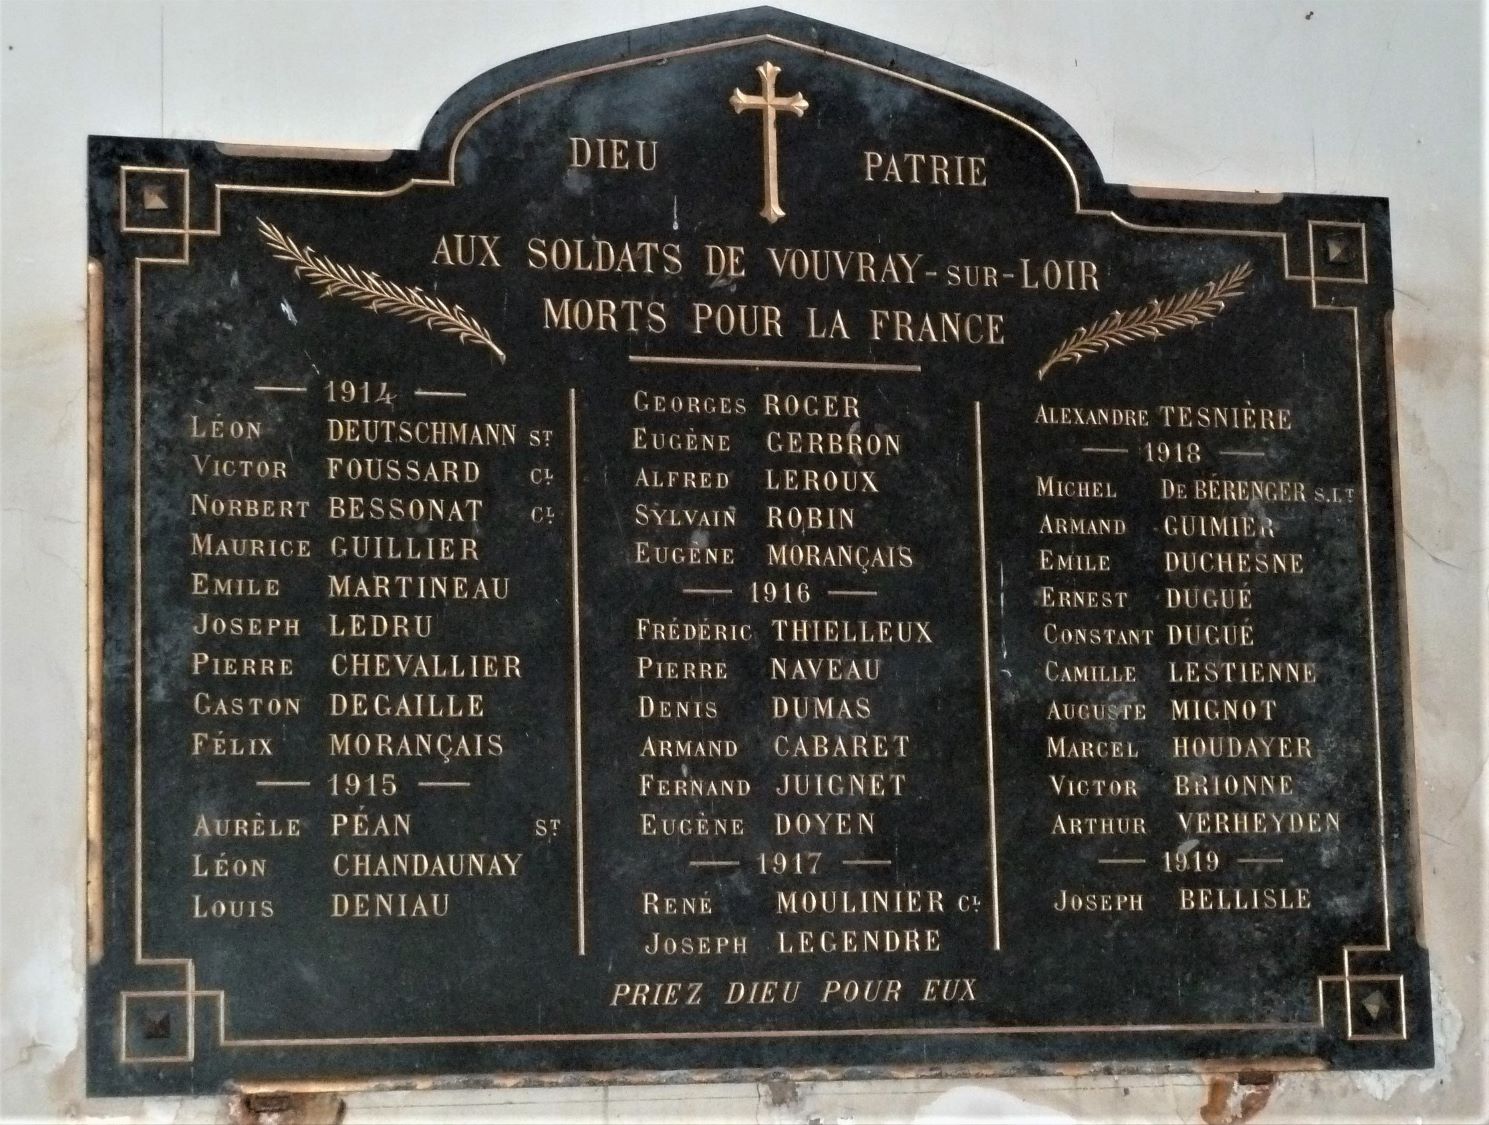 DIEU PATRIE
AUX SOLDATS DE VOUVRAY-SUR-LOIR
MORTS POUR LA FRANCE
1914
LÉON DEUTSCHMANN ST
VICTOR FOUSSARD CL
NORBERT BESSONAT CL
MAURICE GUILLIER
EMILE MARTINEAU
JOSEPH LEDRU
PIERRE CHEVALLIER
GASTON DEGAILLE
FÉLIX MORANÇAIS
1915
AURÈLE PÉAN ST
LÉON CHANDAUNAY
LOUIS DENIAU
GEORGES ROGER
EUGÈNE GERBRON
ALFRED LEROUX
SYLVAIN ROBIN
EUGÈNE MORANÇAIS
1916
FRÉDÉRIC THIELLEUX
PIERRE NAVEAU
DENIS DUMAS
ARMAND CABARET
FERNAND JUIGNET
EUGÈNE DOYEN
1917
RENÉ MOULINIER CL
JOSEPH LEGENDRE
ALEXANDRE TESNIÈRE
1918
MICHEL DE BÉRENGER S.LT
ARMAND GUIMIER
EMILE DUCHESNE
ERNEST DUGUÉ
CONSTANT DUGUÉ
CAMILLE LESTIENNE
AUGUSTE MIGNOT
MARCEL HOUDAYER
VICTOR BRIONNE
ARTHUR VERHEYDEN
1919
JOSEPH BELLISLE
PRIEZ DIEU POUR EUX